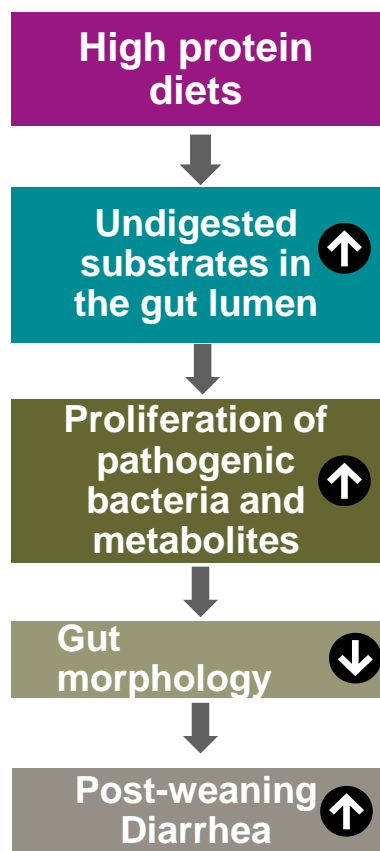 High protein
diets
Undigested
substrates in
the gut lumen
Proliferation of
pathogenic
bacteria and
metabolites
Gut
morphology
Post-weaning
Diarrhea